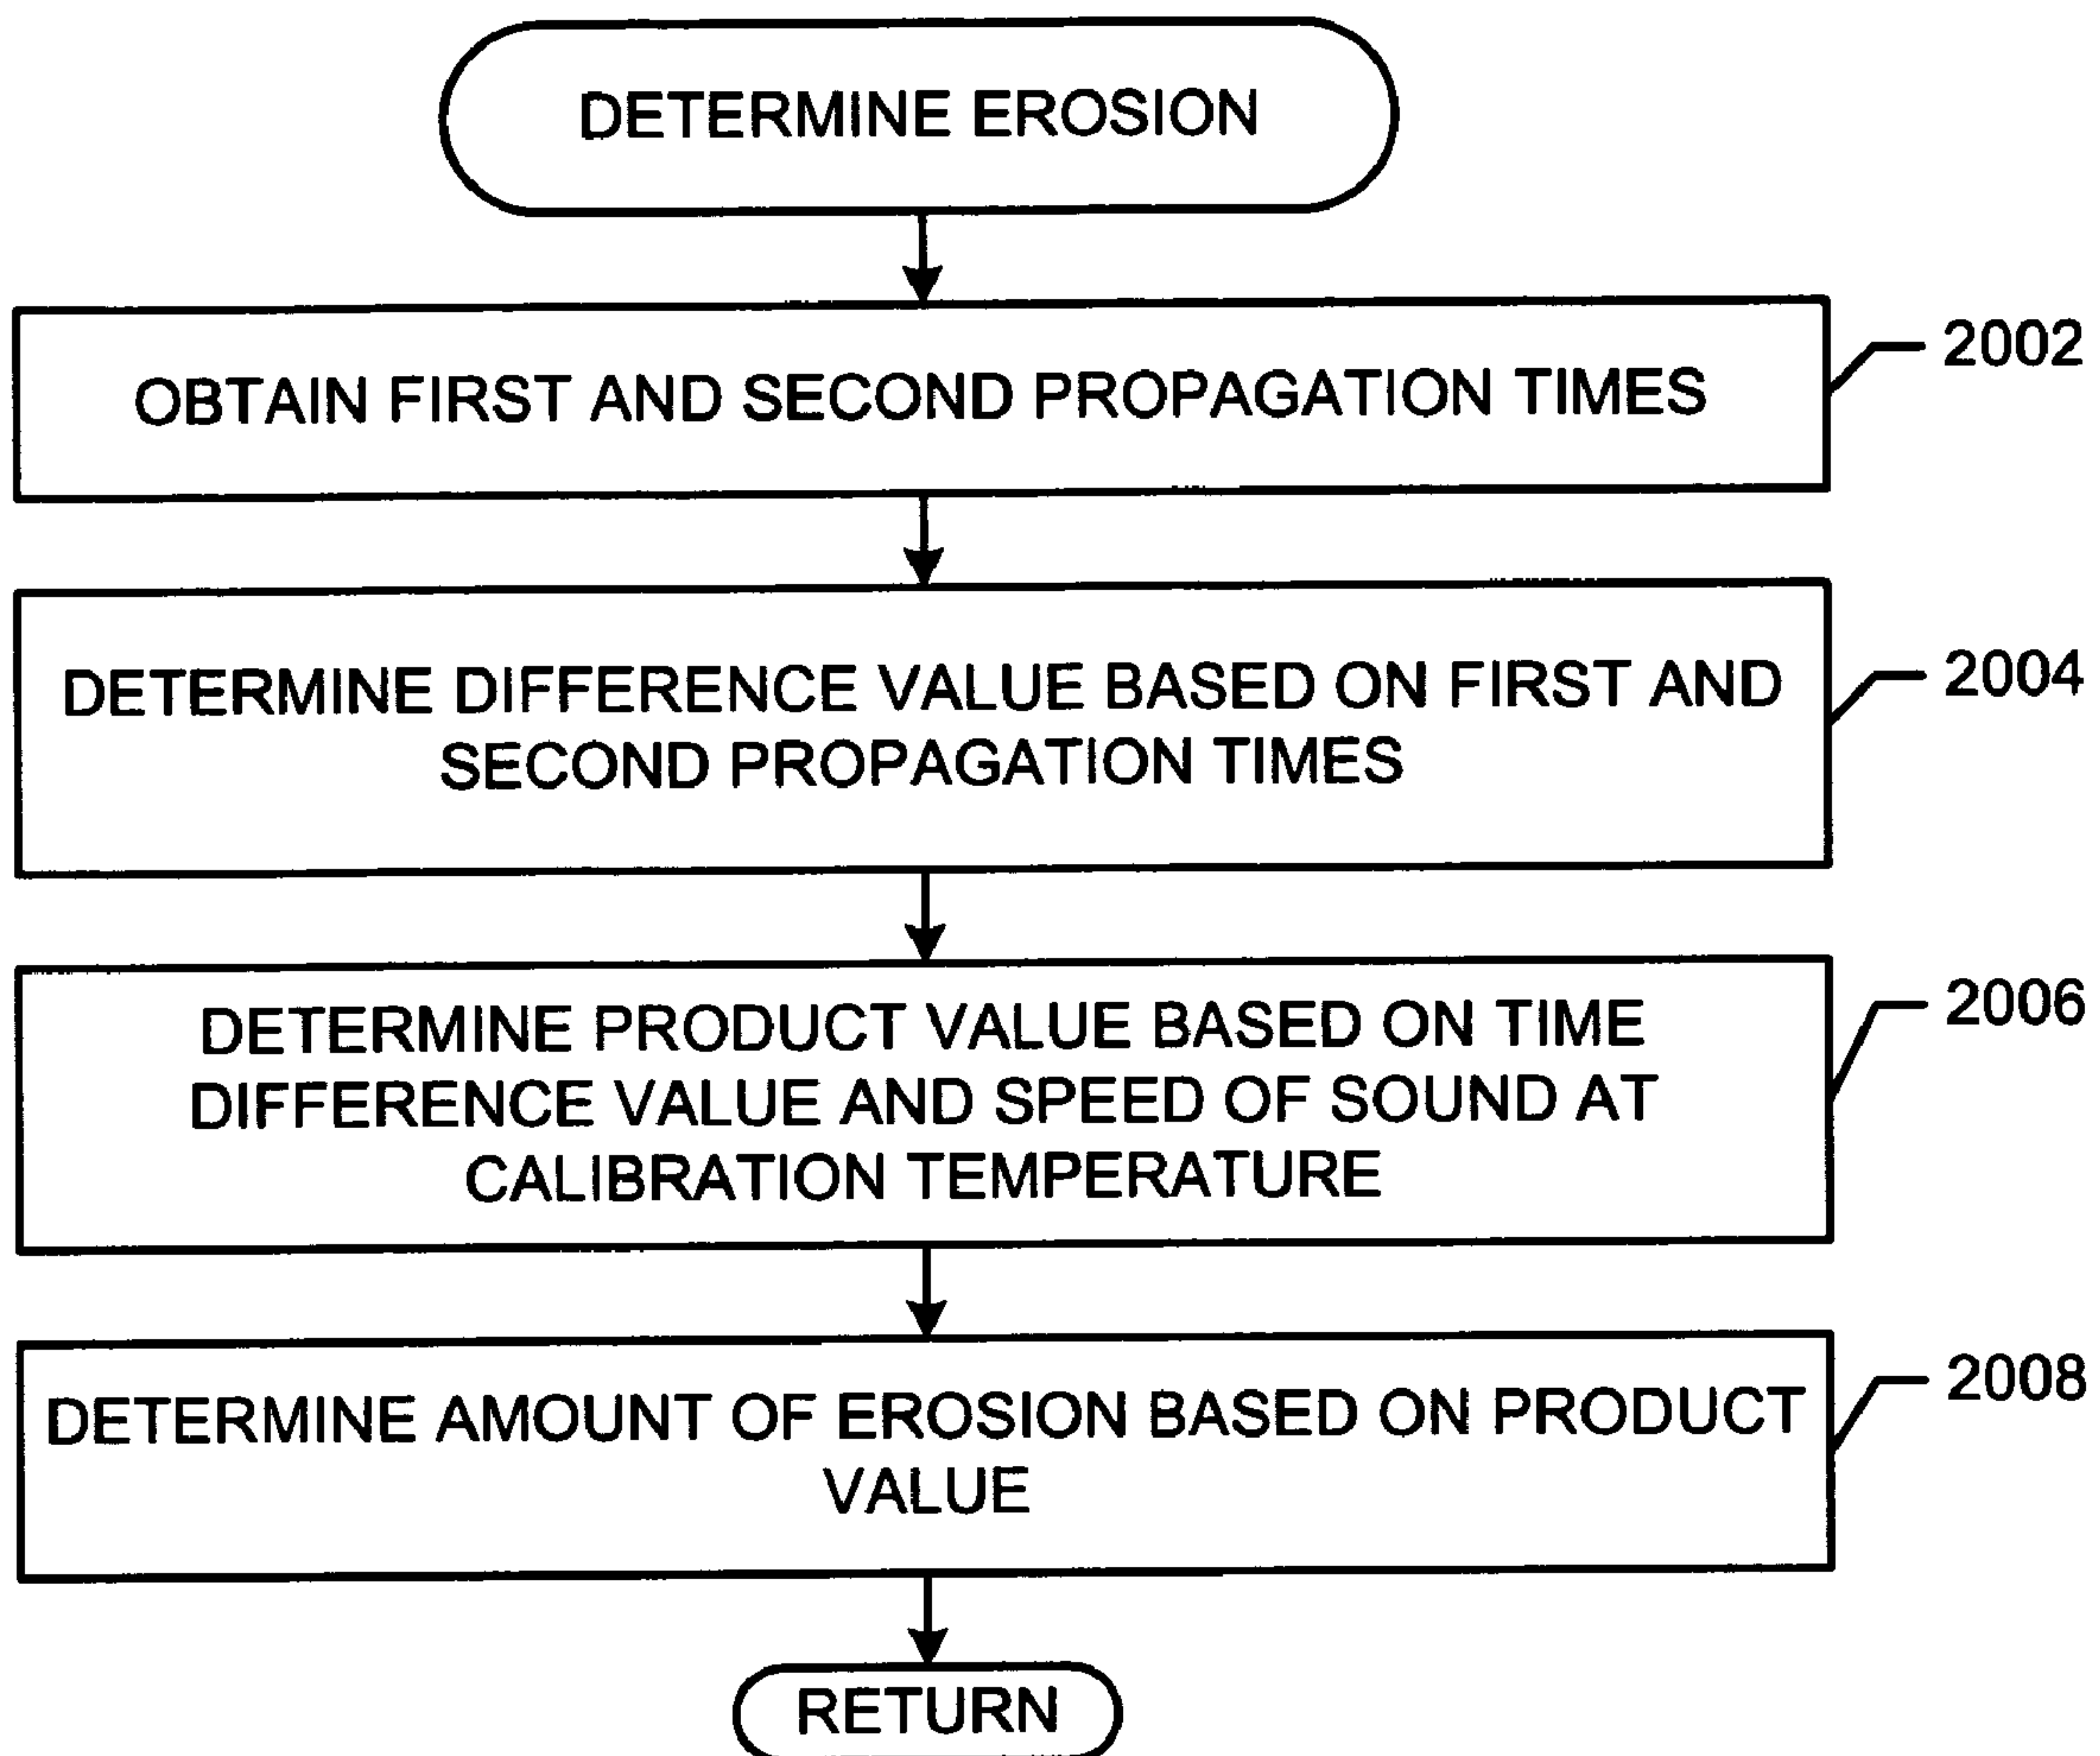 DETERMINE EROSION
OBTAIN FIRST AND SECOND PROPAGATION TIMES
2002
DETERMINE DIFFERENCE VALUE BASED ON FIRST AND
SECOND PROPAGATION TIMES
2004
DETERMINE PRODUCT VALUE BASED ON TIME
DIFFERENCE VALUE AND SPEED OF SOUND AT
CALIBRATION TEMPERATURE
2006
DETERMINE AMOUNT OF EROSION BASED ON PRODUCT
VALUE
2008
RETURN